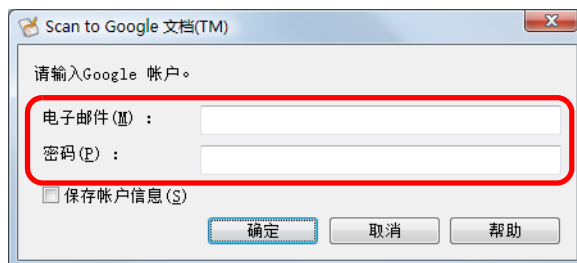 Scan to Google 文档(TM)
请输入Google 帐户。
电子邮件(M) :
密码(P) :
保存帐户信息(S)
确定 取消 帮助